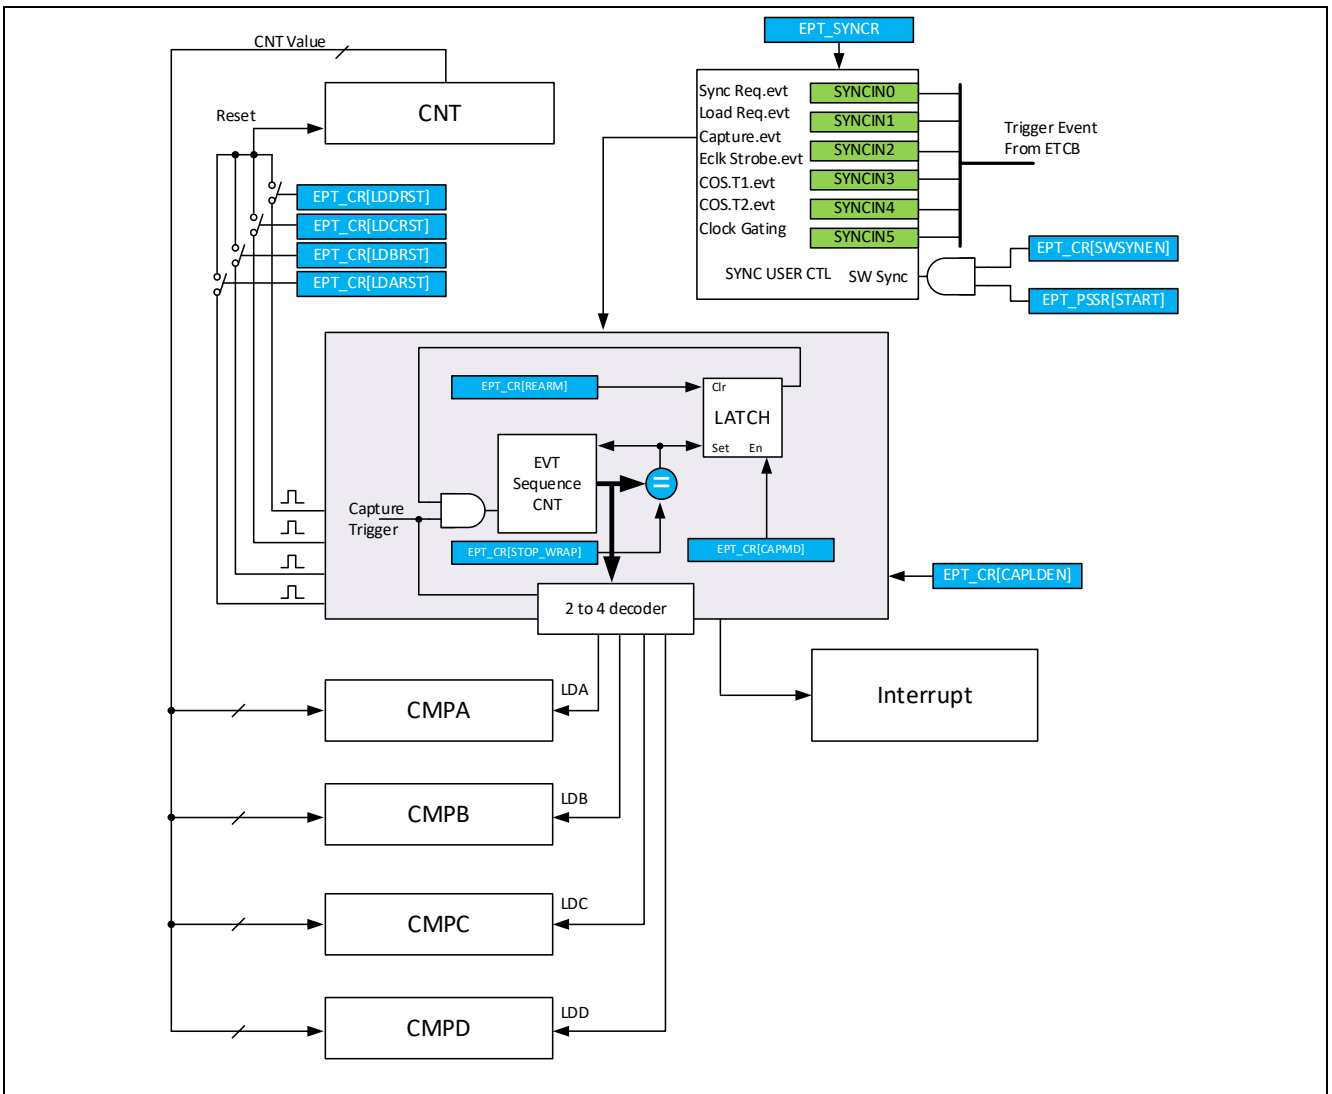 EPT_SYNCR
CNT Value
CNT
Reset
Sync Req.evt
Load Req.evt
Capture.evt
Eclk Strobe.evt
COS.T1.evt
COS.T2.evt
Clock Gating
SYNCIN0
SYNCIN1
SYNCIN2
SYNCIN3
SYNCIN4
SYNCIN5
Trigger Event
From ETCB
SYNC USER CTL
SW Sync
EPT_CR[SWSYNEN]
EPT_PSSR[START]
EPT_CR[LDDRST]
EPT_CR[LDCRST]
EPT_CR[LDBRST]
EPT_CR[LDARST]
EPT_CR[REARM]
Clr
LATCH
Set En
EVT
Sequence
CNT
=
Capture
Trigger
EPT_CR[STOP_WRAP]
EPT_CR[CAPMD]
EPT_CR[CAPLDEN]
2 to 4 decoder
Interrupt
LDA
CMPA
LDB
CMPB
LDC
CMPC
LDD
CMPD